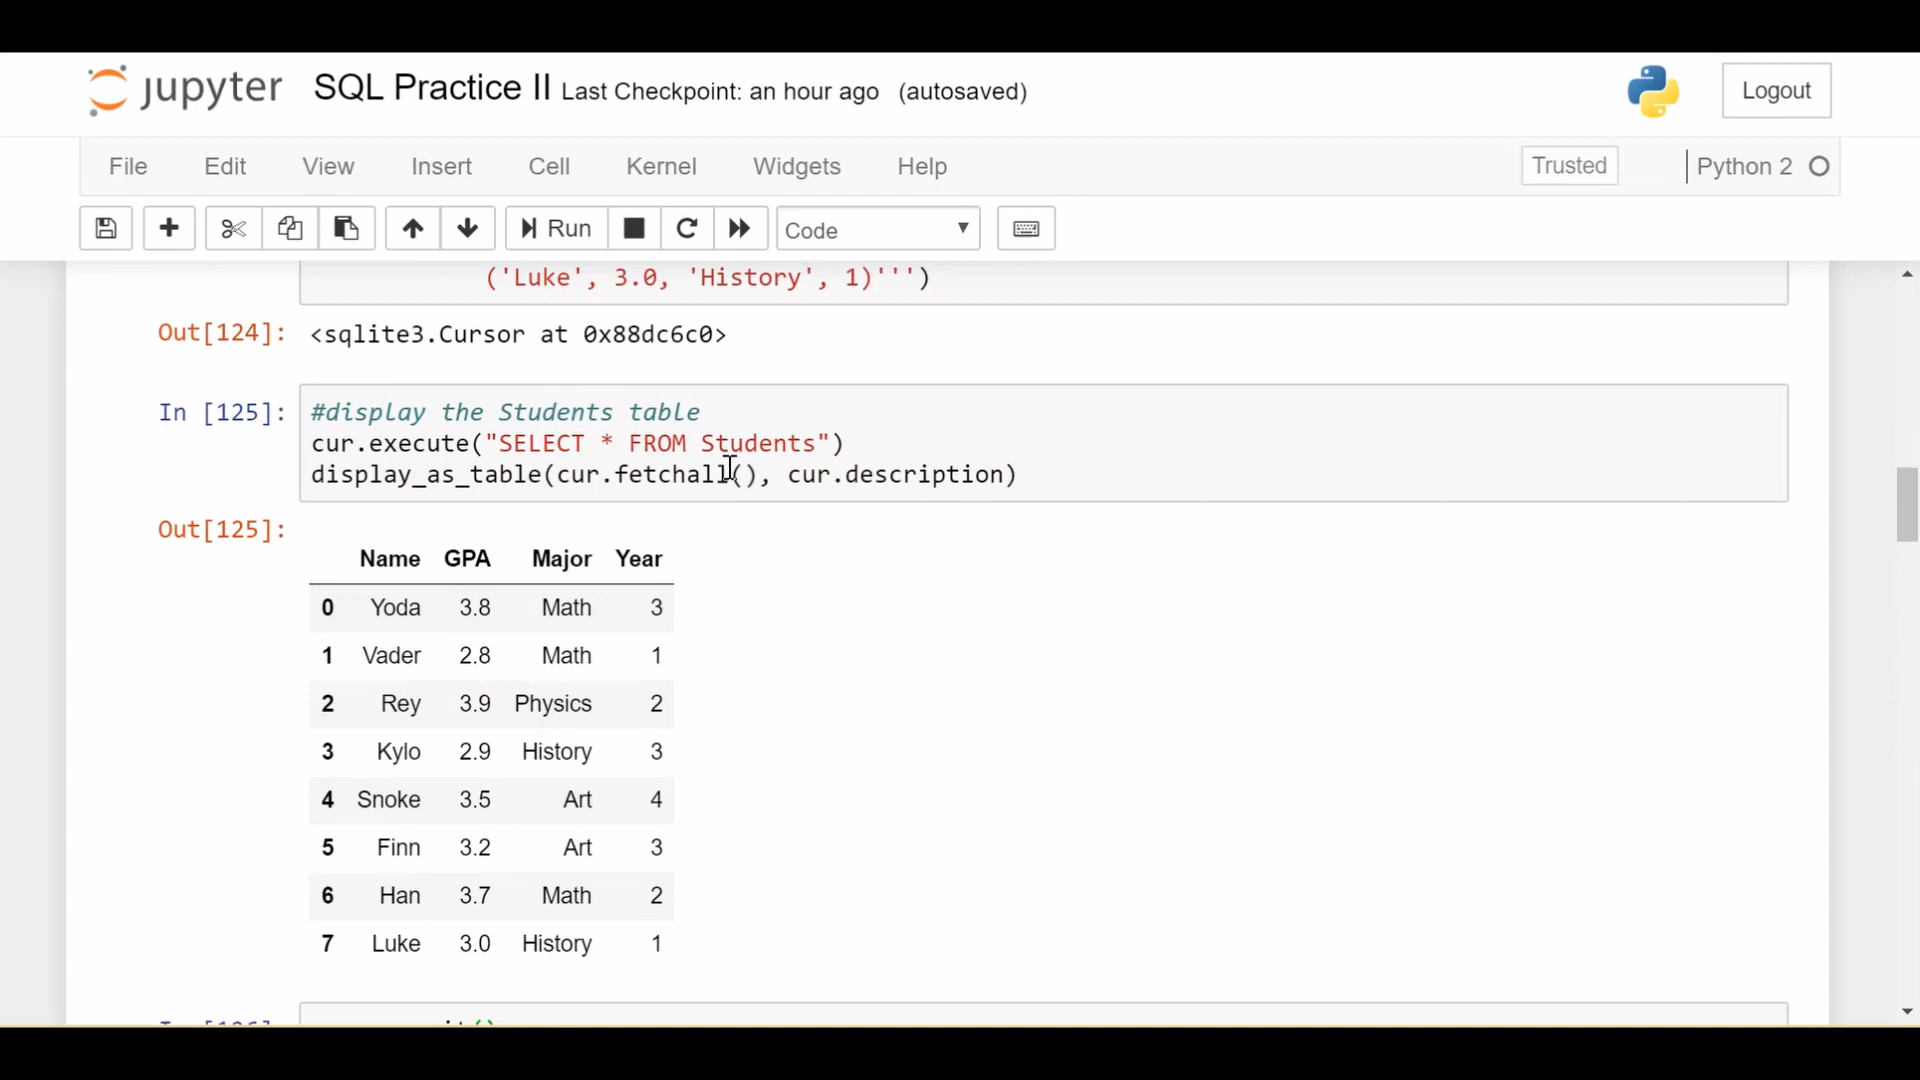 jupyter SQL Practice II Last Checkpoint: an hour ago (autosaved) Logout
File Edit View Insert Cell Kernel Widgets Help Trusted Python 2
Run Code
('Luke', 3.0, 'History', 1)''')
Out[124]: <sqlite3.Cursor at 0x88dc6c0>
In [125]: #display the Students table
cur.execute("SELECT * FROM Students")
display_as_table(cur.fetchall(), cur.description)
Out[125]:
Name GPA Major Year
0 Yoda 3.8 Math 3
1 Vader 2.8 Math 1
2 Rey 3.9 Physics 2
3 Kylo 2.9 History 3
4 Snoke 3.5 Art 4
5 Finn 3.2 Art 3
6 Han 3.7 Math 2
7 Luke 3.0 History 1